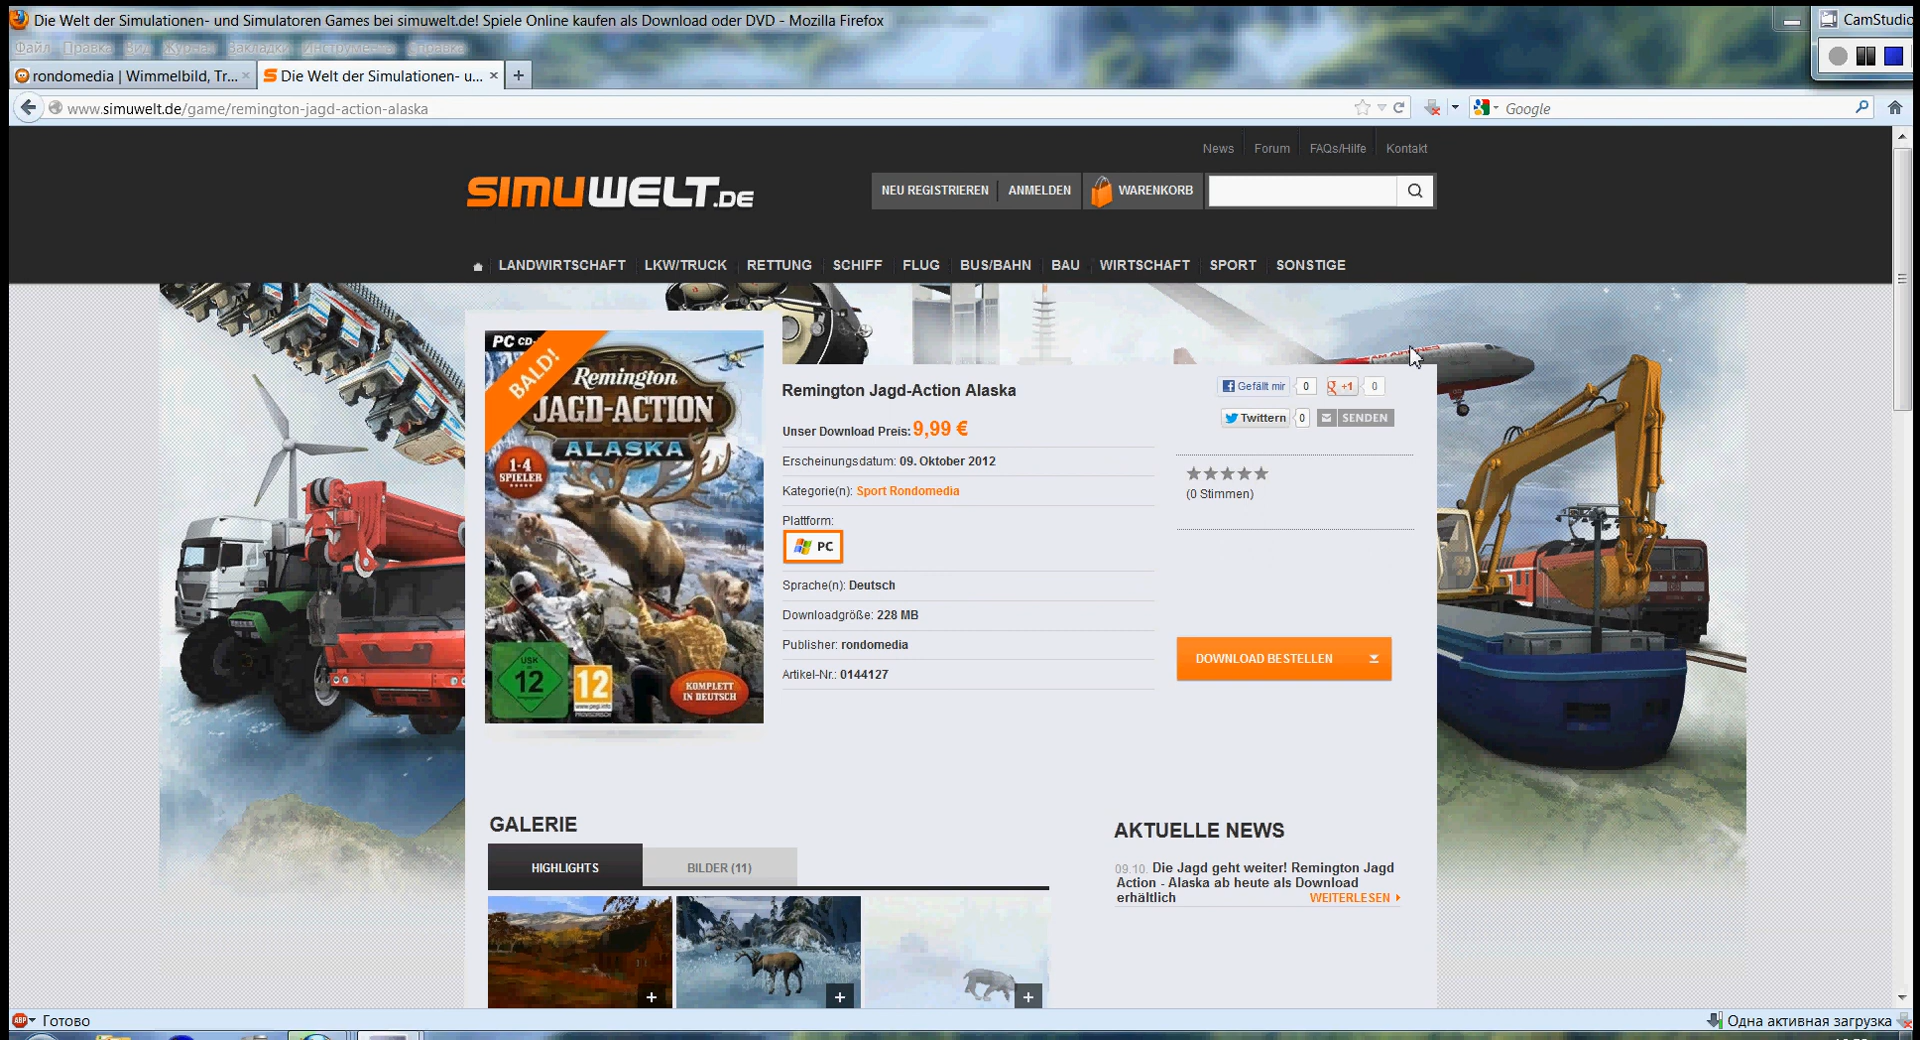 Die Welt der Simulationen- und Simulatoren Games bei simuwelt.de! Spiele Online kaufen als Download oder DVD - Mozilla Firefox
CamStudio
Файл Правка Вид Журнал Закладки Инструменты Справка
rondomedia | Wimmelbild, Tr...
Die Welt der Simulationen- u...
www.simuwelt.de/game/remington-jagd-action-alaska
Google
News Forum FAQs/Hilfe Kontakt
SIMUWELT.DE
NEU REGISTRIEREN ANMELDEN WARENKORB
LANDWIRTSCHAFT LKW/TRUCK RETTUNG SCHIFF FLUG BUS/BAHN BAU WIRTSCHAFT SPORT SONSTIGE
PC CD-
BALD!
Remington
JAGD-ACTION
ALASKA
1-4
SPIELER
USK
12
12
www.pegi.info
KOMPLETT
IN DEUTSCH
Remington Jagd-Action Alaska
Unser Download Preis: 9,99 €
Erscheinungsdatum: 09. Oktober 2012
Kategorie(n): Sport Rondomedia
Plattform:
PC
Sprache(n): Deutsch
Downloadgröße: 228 MB
Publisher: rondomedia
Artikel-Nr.: 0144127
Gefällt mir 0 +1 0
Twittern 0 SENDEN
(0 Stimmen)
DOWNLOAD BESTELLEN
GALERIE
HIGHLIGHTS BILDER (11)
AKTUELLE NEWS
09.10. Die Jagd geht weiter! Remington Jagd
Action - Alaska ab heute als Download
erhältlich WEITERLESEN
ABP Готово
Одна активная загрузка